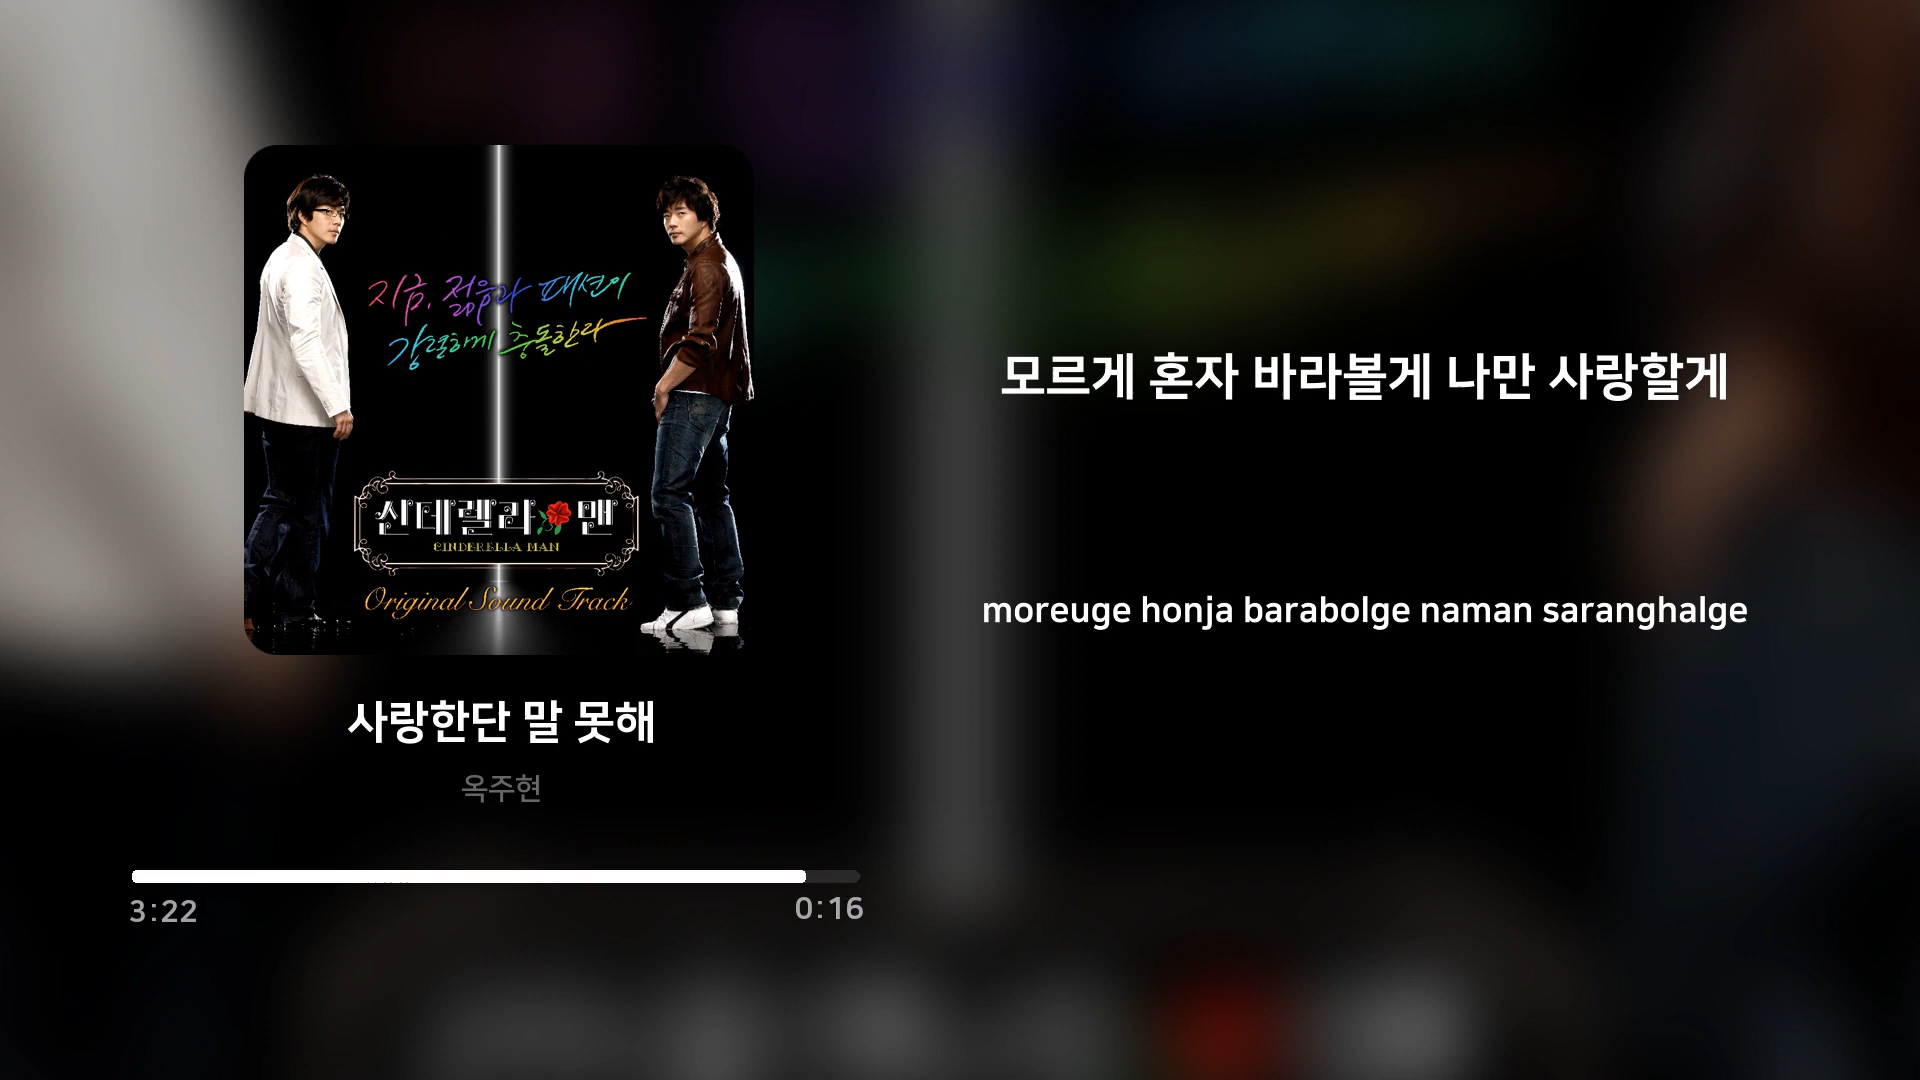 지금, 젊음과 패션이
강렬하게 충돌한다
신데렐라 맨
CINDERELLA MAN
Original Sound Track
사랑한단 말 못해
옥주현
3:22
0:16
모르게 혼자 바라볼게 나만 사랑할게
moreuge honja barabolge naman saranghalge